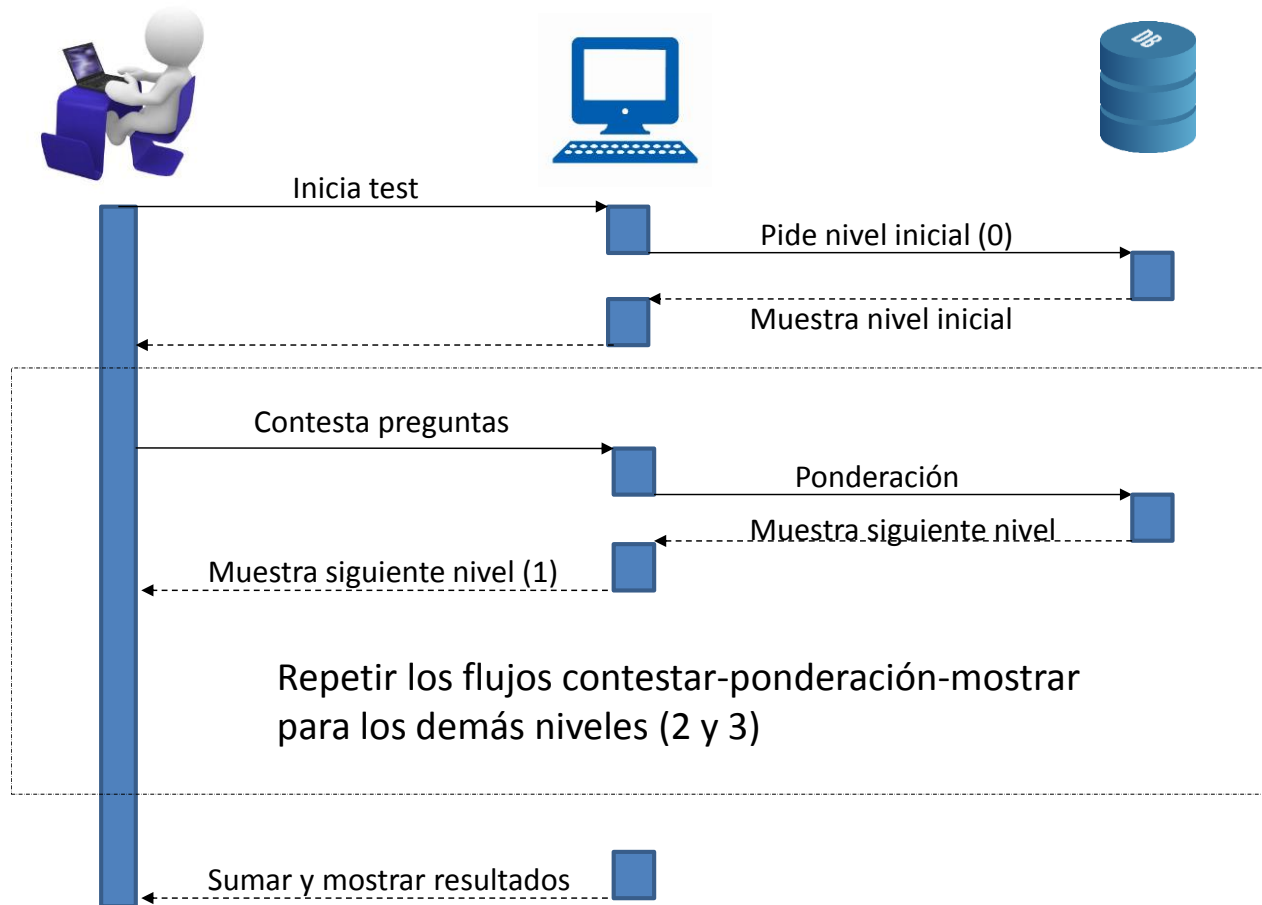 DB
Inicia test
Pide nivel inicial (0)
Muestra nivel inicial
Contesta preguntas
Ponderación
Muestra siguiente nivel
Muestra siguiente nivel (1)
Repetir los flujos contestar-ponderación-mostrar
para los demás niveles (2 y 3)
Sumar y mostrar resultados